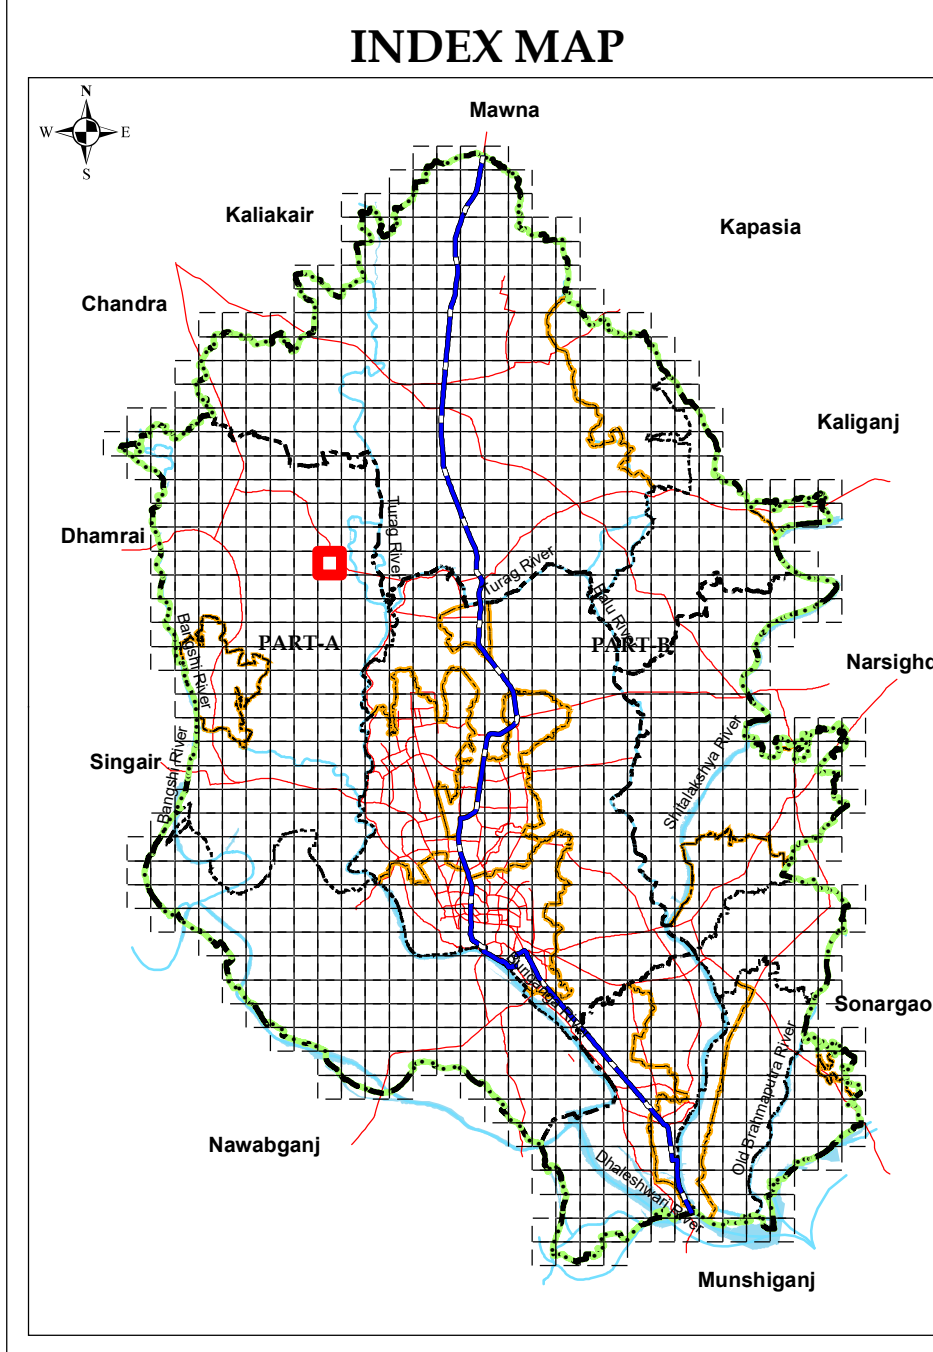 INDEX MAP
N
W E
S
Mawna
Kaliakair
Kapasia
Chandra
Kaliganj
Dhamrai
Turag River
Turag River
Balu River
Bangshi River
PART-A
PART-B
Narsighd
Singair
Bangshi River
Shitalakshya River
Buriganga River
Sonargao
Old Brahmaputra River
Nawabganj
Dhaleshwari River
Munshiganj